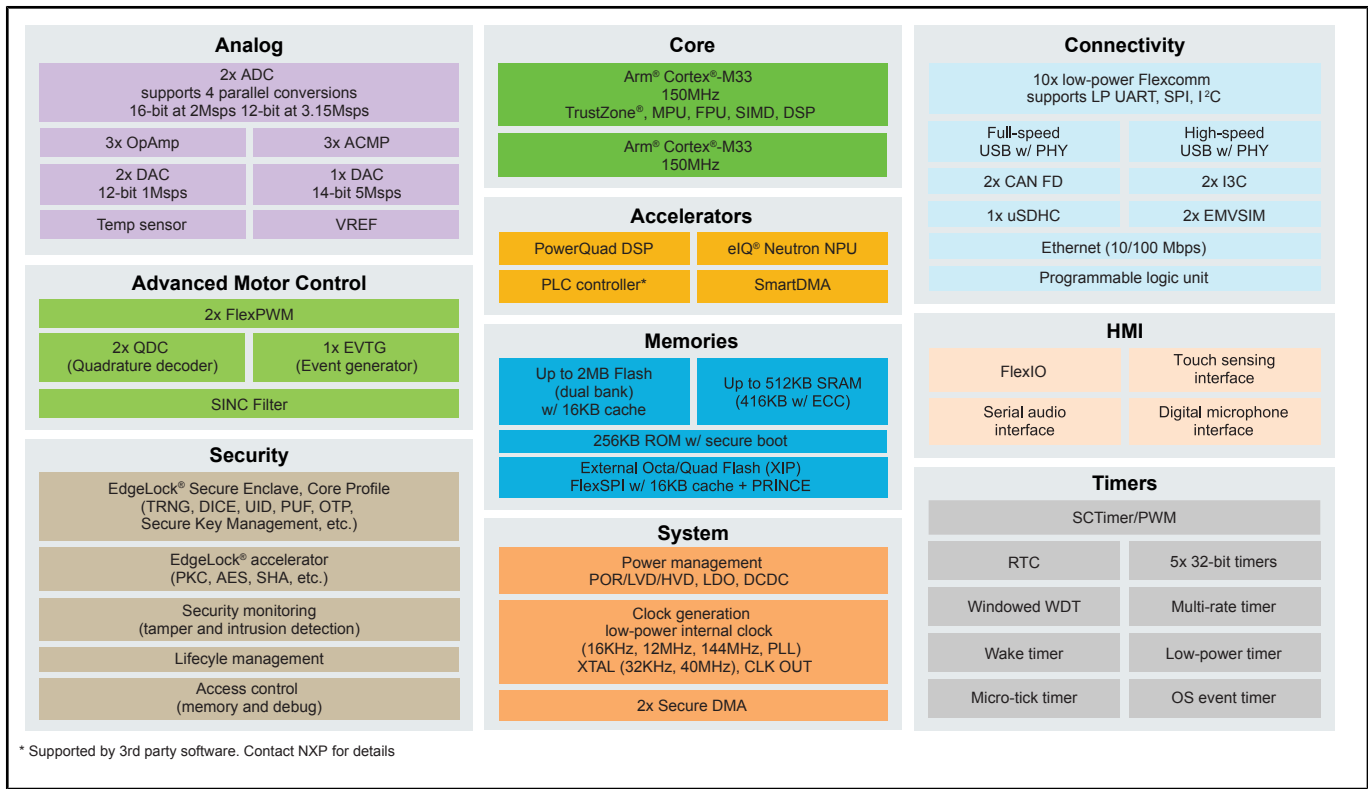 Analog
2x ADC
supports 4 parallel conversions
16-bit at 2Msps 12-bit at 3.15Msps
3x OpAmp
3x ACMP
2x DAC
12-bit 1Msps
1x DAC
14-bit 5Msps
Temp sensor
VREF
Advanced Motor Control
2x FlexPWM
2x QDC
(Quadrature decoder)
1x EVTG
(Event generator)
SINC Filter
Security
EdgeLock® Secure Enclave, Core Profile
(TRNG, DICE, UID, PUF, OTP,
Secure Key Management, etc.)
EdgeLock® accelerator
(PKC, AES, SHA, etc.)
Security monitoring
(tamper and intrusion detection)
Lifecyle management
Access control
(memory and debug)
Core
Arm® Cortex®-M33
150MHz
TrustZone®, MPU, FPU, SIMD, DSP
Arm® Cortex®-M33
150MHz
Accelerators
PowerQuad DSP
eIQ® Neutron NPU
PLC controller*
SmartDMA
Memories
Up to 2MB Flash
(dual bank)
w/ 16KB cache
Up to 512KB SRAM
(416KB w/ ECC)
256KB ROM w/ secure boot
External Octa/Quad Flash (XIP)
FlexSPI w/ 16KB cache + PRINCE
System
Power management
POR/LVD/HVD, LDO, DCDC
Clock generation
low-power internal clock
(16KHz, 12MHz, 144MHz, PLL)
XTAL (32KHz, 40MHz), CLK OUT
2x Secure DMA
Connectivity
10x low-power Flexcomm
supports LP UART, SPI, I²C
Full-speed
USB w/ PHY
High-speed
USB w/ PHY
2x CAN FD
2x I3C
1x uSDHC
2x EMVSIM
Ethernet (10/100 Mbps)
Programmable logic unit
HMI
FlexIO
Touch sensing
interface
Serial audio
interface
Digital microphone
interface
Timers
SCTimer/PWM
RTC
5x 32-bit timers
Windowed WDT
Multi-rate timer
Wake timer
Low-power timer
Micro-tick timer
OS event timer
* Supported by 3rd party software. Contact NXP for details